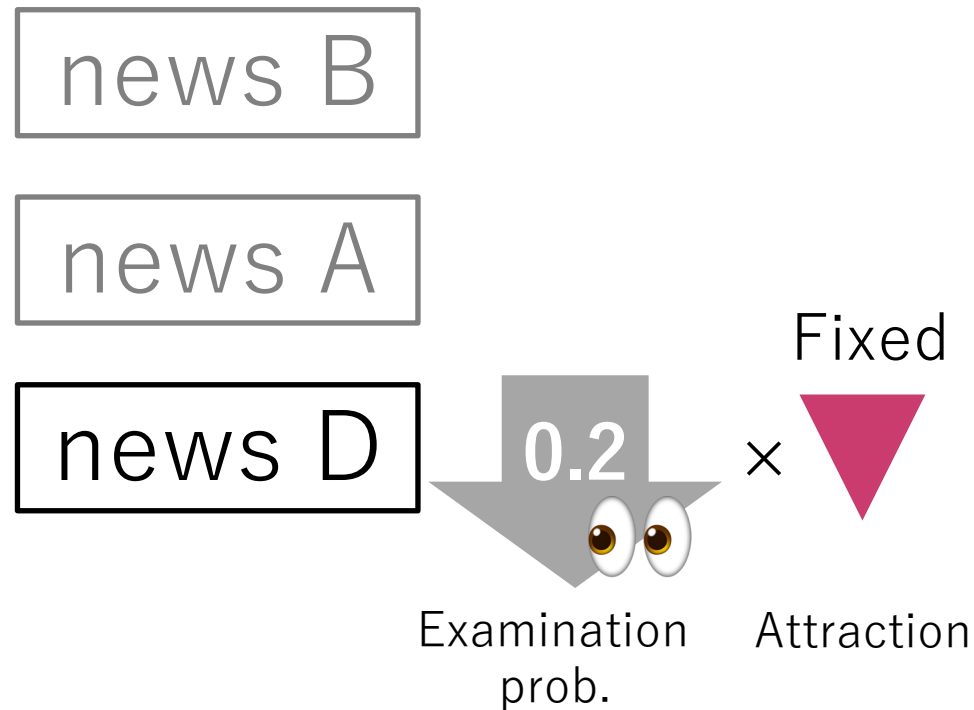 news B
news A
Fixed
news D
0.2
×
Examination
prob.
Attraction